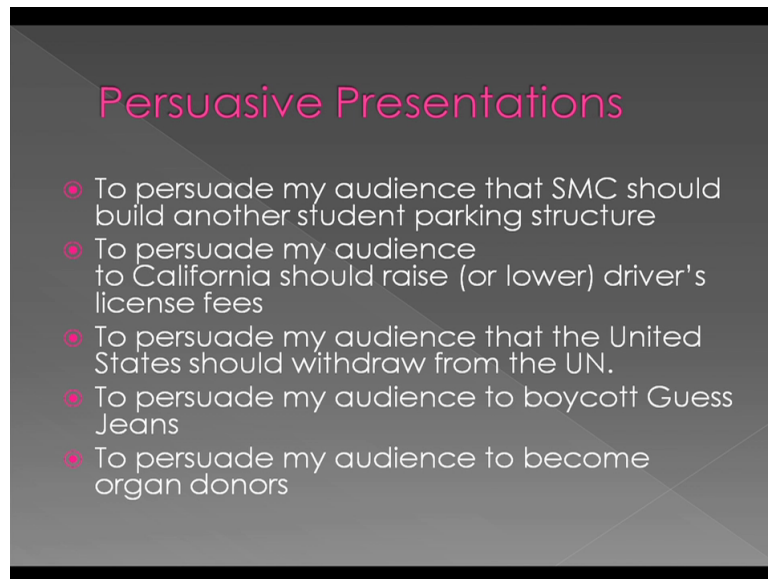 Persuasive Presentations
To persuade my audience that SMC should
build another student parking structure
To persuade my audience
to California should raise (or lower) driver’s
license fees
To persuade my audience that the United
States should withdraw from the UN.
To persuade my audience to boycott Guess
Jeans
To persuade my audience to become
organ donors